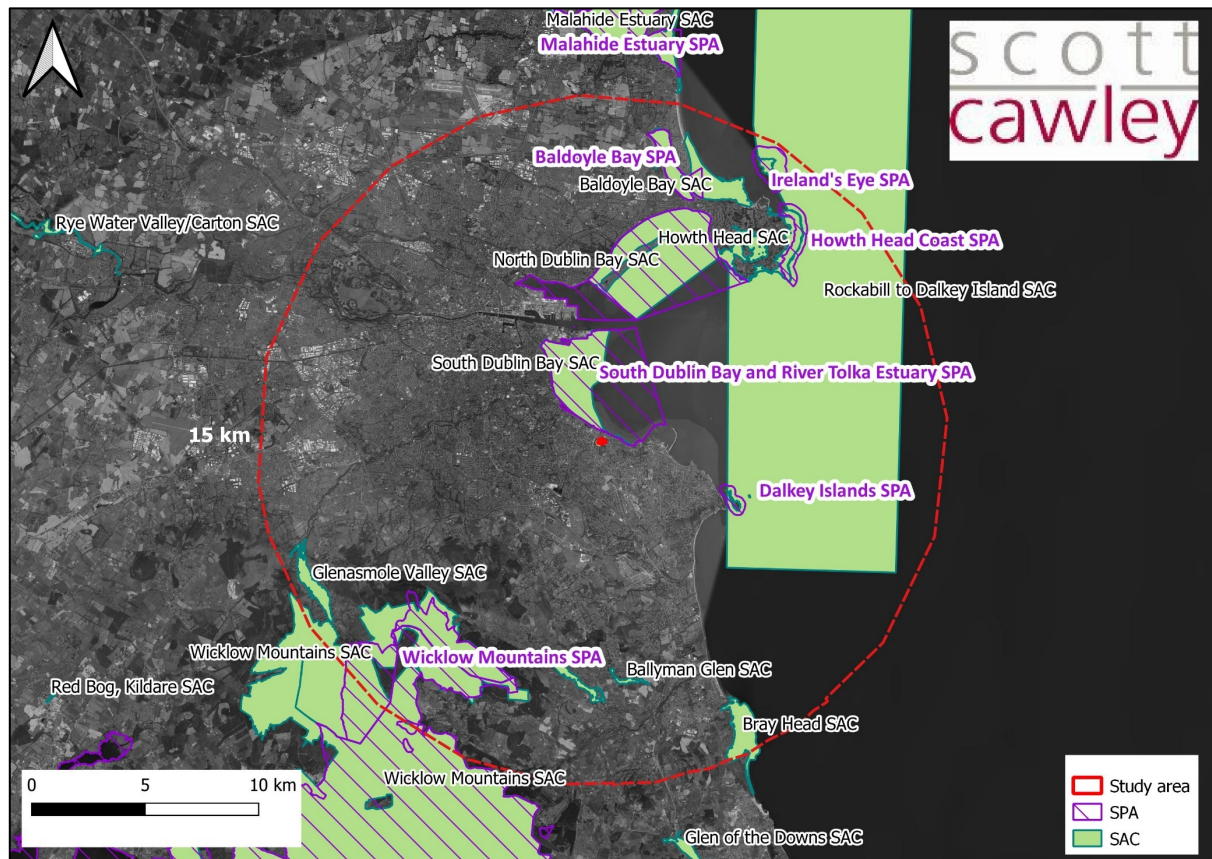 Malahide Estuary SAC
Malahide Estuary SPA
scott
cawley
Baldoyle Bay SPA
Baldoyle Bay SAC
Ireland's Eye SPA
Rye Water Valley/Carton SAC
Howth Head SAC
Howth Head Coast SPA
North Dublin Bay SAC
Rockabill to Dalkey Island SAC
South Dublin Bay SAC
South Dublin Bay and River Tolka Estuary SPA
15 km
Dalkey Islands SPA
Glenasmole Valley SAC
Wicklow Mountains SAC
Wicklow Mountains SPA
Ballyman Glen SAC
Red Bog, Kildare SAC
Bray Head SAC
Wicklow Mountains SAC
0 5 10 km
Study area
SPA
SAC
Glen of the Downs SAC